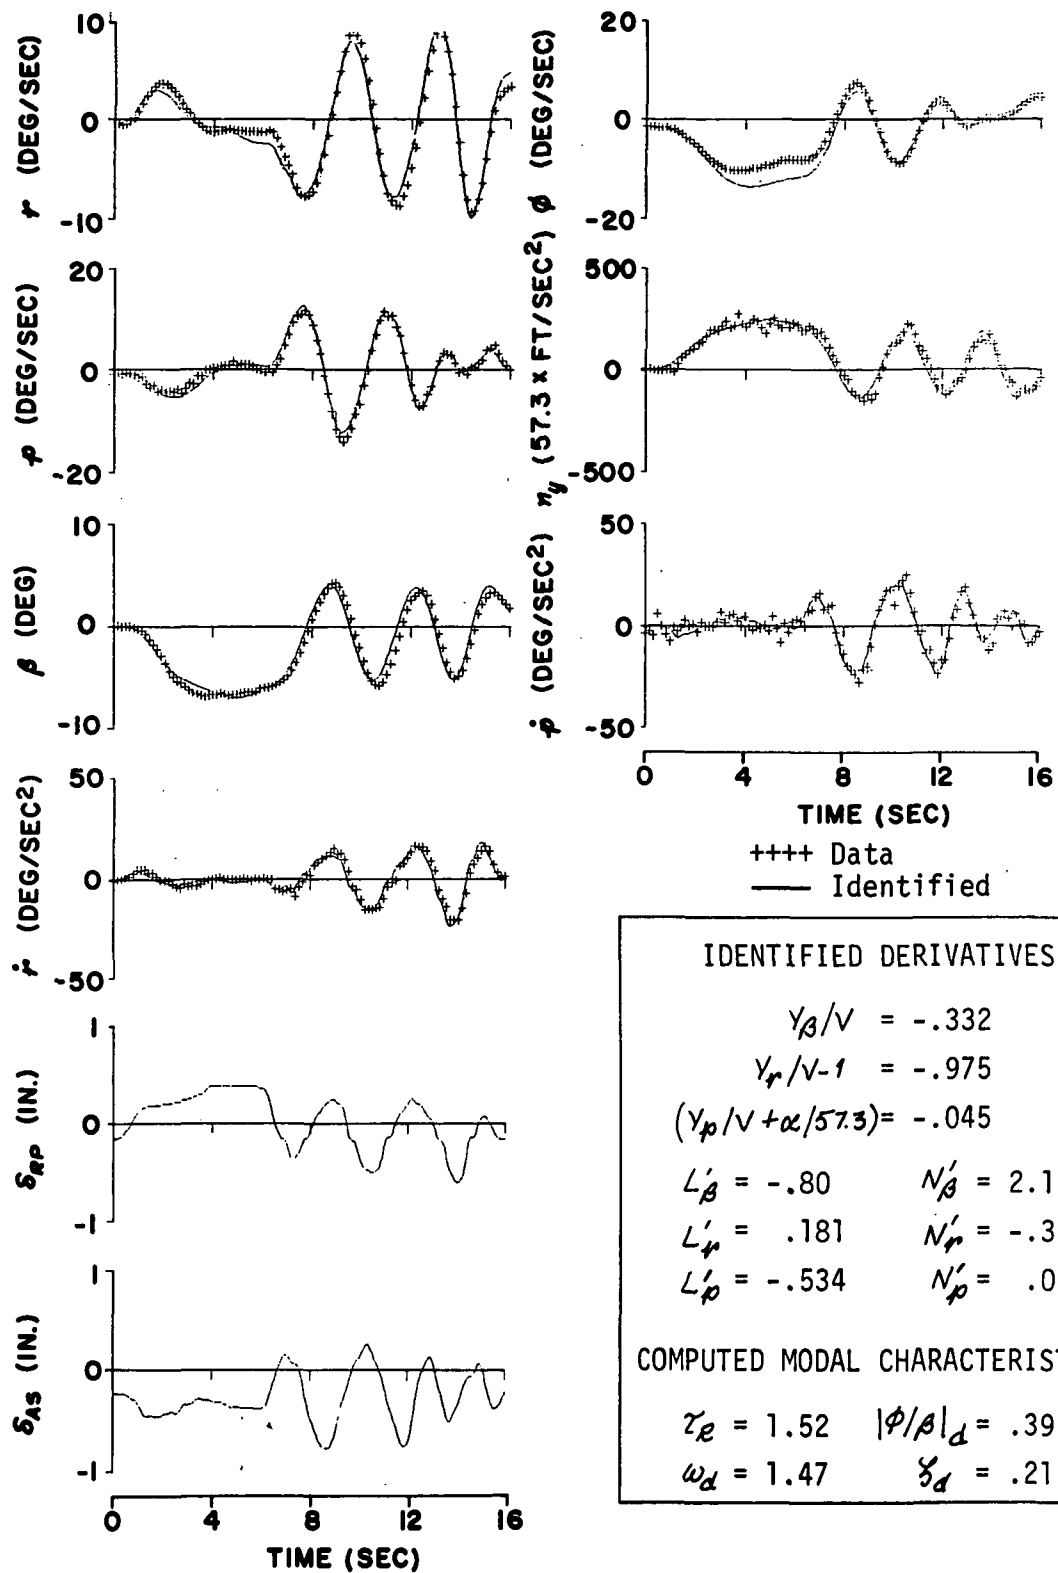 r (DEG/SEC)
10
0
-10
p (DEG/SEC)
20
0
-20
β (DEG)
10
0
-10
ṙ (DEG/SEC²)
50
0
-50
δRP (IN.)
1
0
-1
δAS (IN.)
1
0
-1
0 4 8 12 16
TIME (SEC)
ϕ (DEG/SEC)
20
0
-20
n_y (57.3 x FT/SEC²)
500
0
-500
ṗ (DEG/SEC²)
50
0
-50
0 4 8 12 16
TIME (SEC)
++++ Data
—— Identified
IDENTIFIED DERIVATIVES
Yβ/V = -.332
Yr/V-1 = -.975
(Yp/V + α/57.3) = -.045
L'β = -.80 N'β = 2.1
L'r = .181 N'r = -.3
L'p = -.534 N'p = .0
COMPUTED MODAL CHARACTERIS
τR = 1.52 |ϕ/β|d = .39
ωd = 1.47 ζd = .21